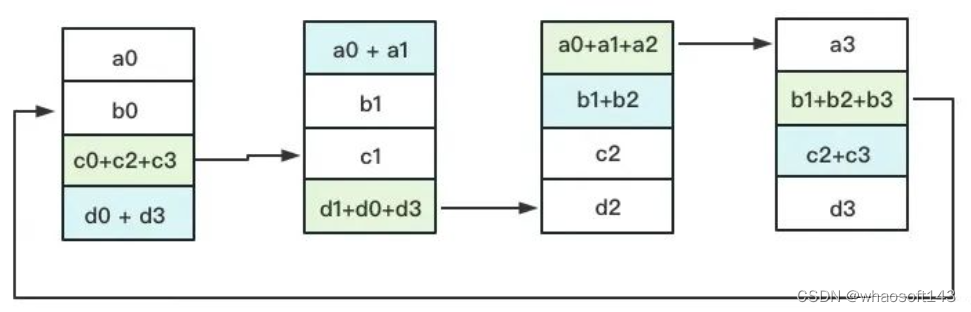 a0
b0
c0+c2+c3
d0 + d3
a0 + a1
b1
c1
d1+d0+d3
a0+a1+a2
b1+b2
c2
d2
a3
b1+b2+b3
c2+c3
d3
CSDN @whaosoft143